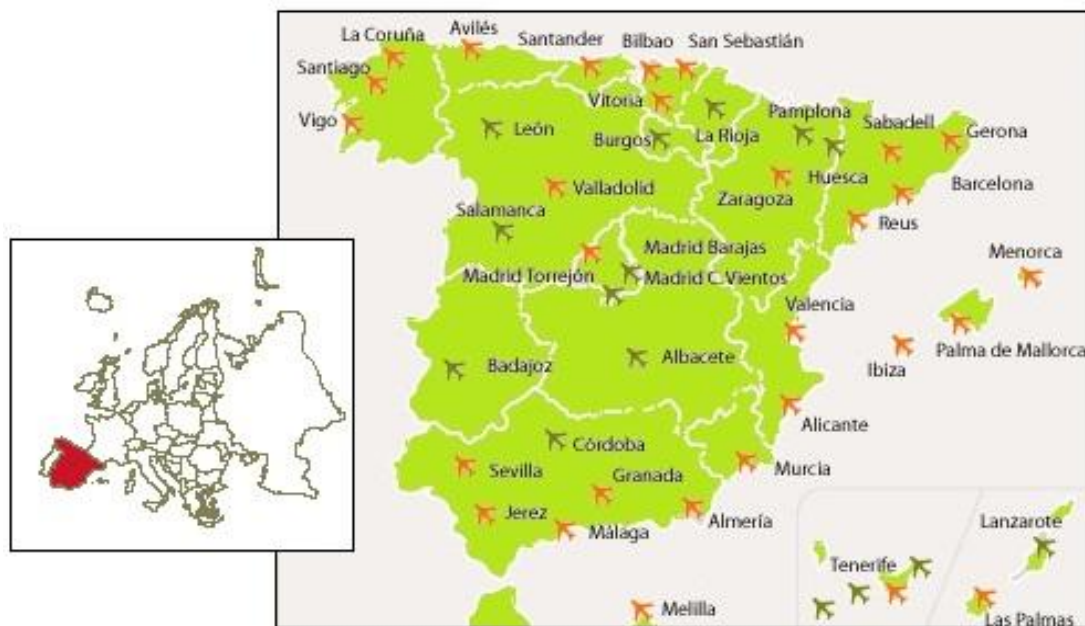 La Coruña
Avilés
Santander
Bilbao
San Sebastián
Santiago
Vitoria
Pamplona
Sabadell
Vigo
León
Burgos
La Rioja
Gerona
Valladolid
Zaragoza
Huesca
Barcelona
Salamanca
Reus
Madrid Barajas
Menorca
Madrid Torrejón
Madrid C.Vientos
Valencia
Palma de Mallorca
Badajoz
Albacete
Ibiza
Alicante
Córdoba
Sevilla
Granada
Murcia
Jerez
Málaga
Almería
Lanzarote
Tenerife
Melilla
Las Palmas